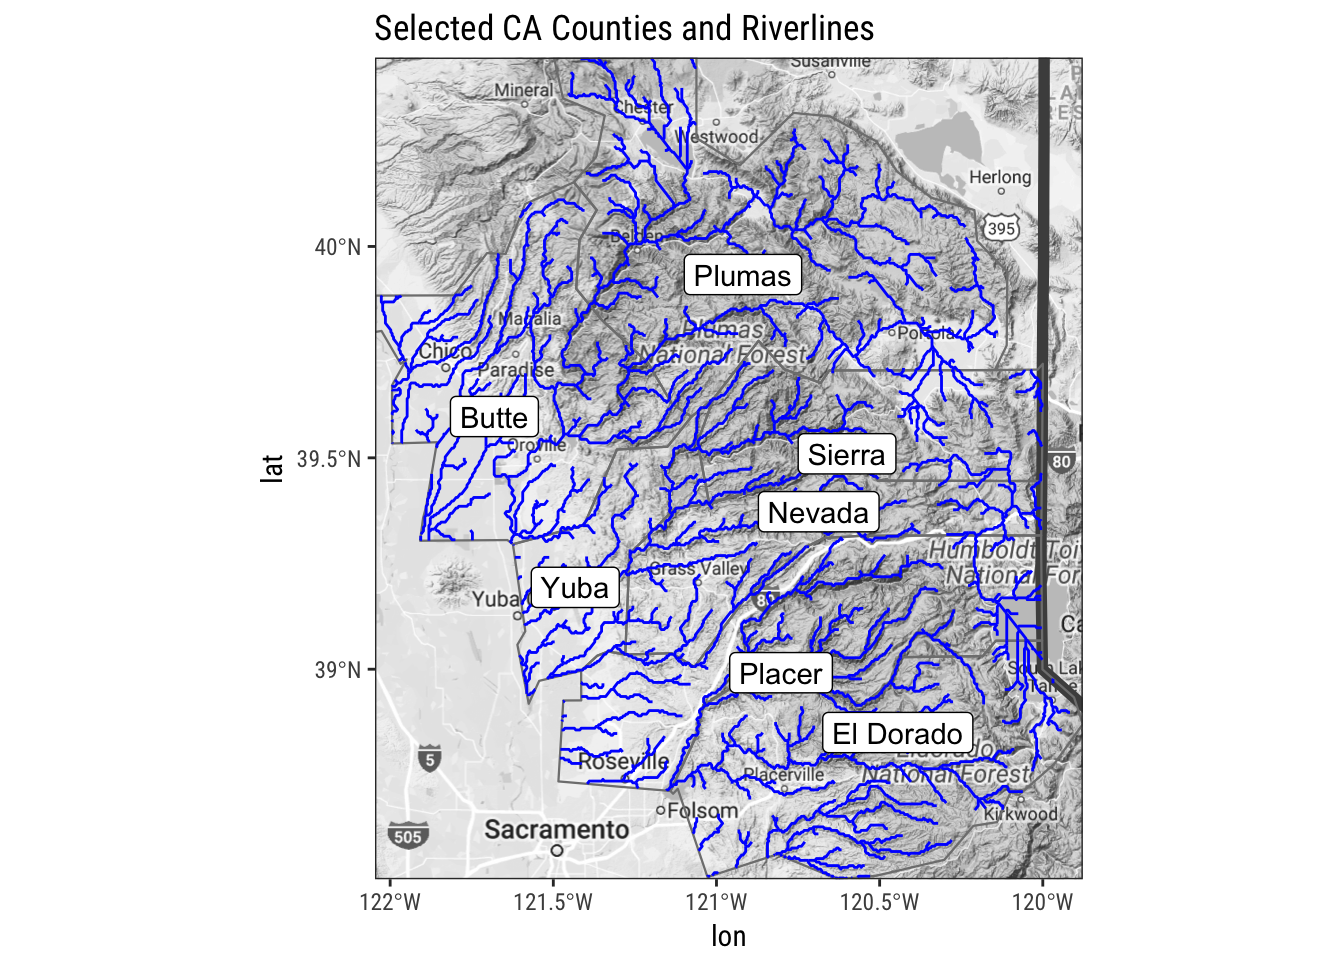 Selected CA Counties and Riverlines
Susanville
Mineral
Chester
Westwood
Herlong
395
Belden
40°N
Plumas
Magalia
Plumas
National Forest
Portola
Chico
Paradise
Butte
Oroville
Sierra
39.5°N
80
lat
Nevada
Humboldt Toi
National For
Grass Valley
Yuba
Yuba
80
Ca
39°N
Placer
South Lak
Tahoe
El Dorado
Eldorado
National Forest
5
Roseville
Placerville
Folsom
Kirkwood
Sacramento
505
122°W 121.5°W 121°W 120.5°W 120°W
lon